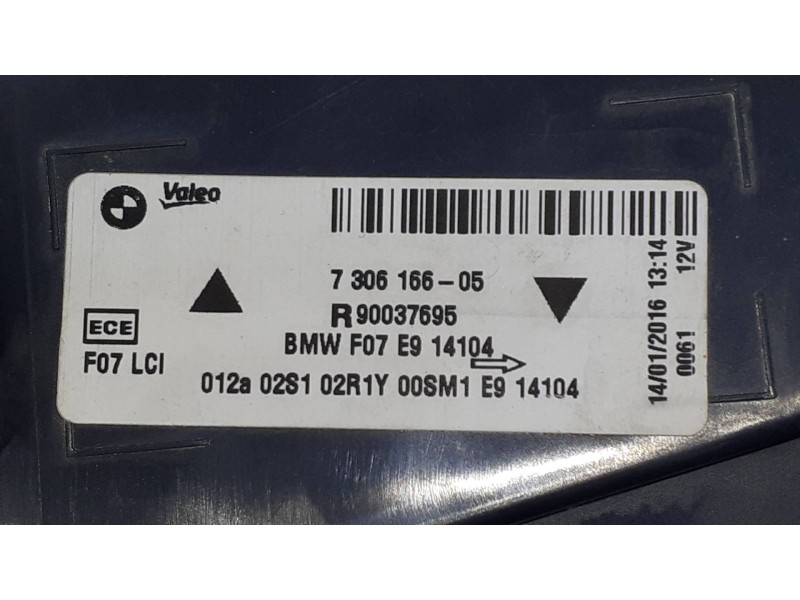 Valeo
7 306 166-05
R 90037695
BMW F07 E9 14104
ECE
F07 LCI
012a 02S1 02R1Y 00SM1 E9 14104
14/01/2016 13:14
0061 12V